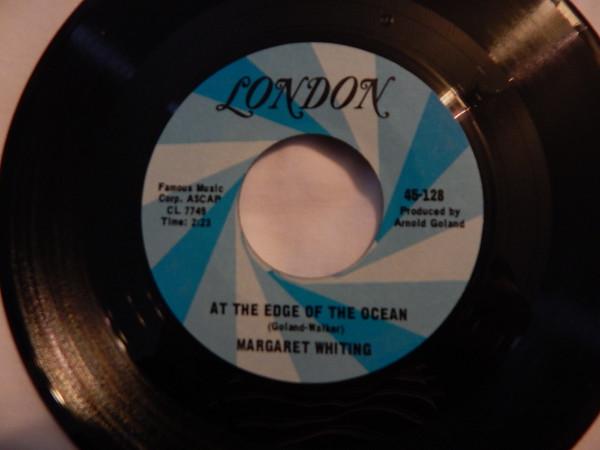 LONDON
Famous Music
Corp. ASCAP
CL 7749
Time: 2:23
45-128
Produced by
Arnold Goland
AT THE EDGE OF THE OCEAN
(Goland-Walker)
MARGARET WHITING